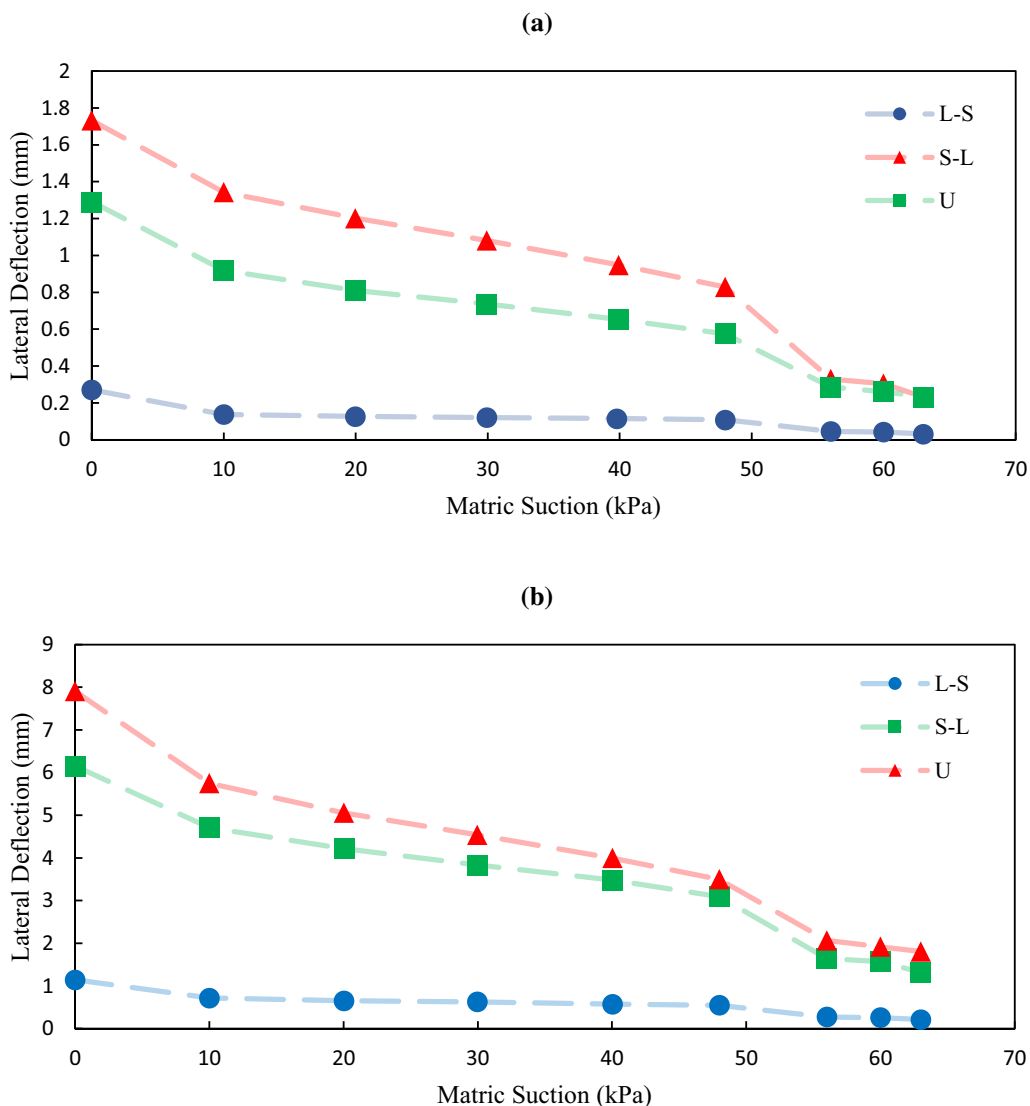 (a)
Lateral Deflection (mm)
2
1.8
1.6
1.4
1.2
1
0.8
0.6
0.4
0.2
0
L-S
S-L
U
0 10 20 30 40 50 60 70
Matric Suction (kPa)
(b)
Lateral Deflection (mm)
9
8
7
6
5
4
3
2
1
0
L-S
S-L
U
0 10 20 30 40 50 60 70
Matric Suction (kPa)